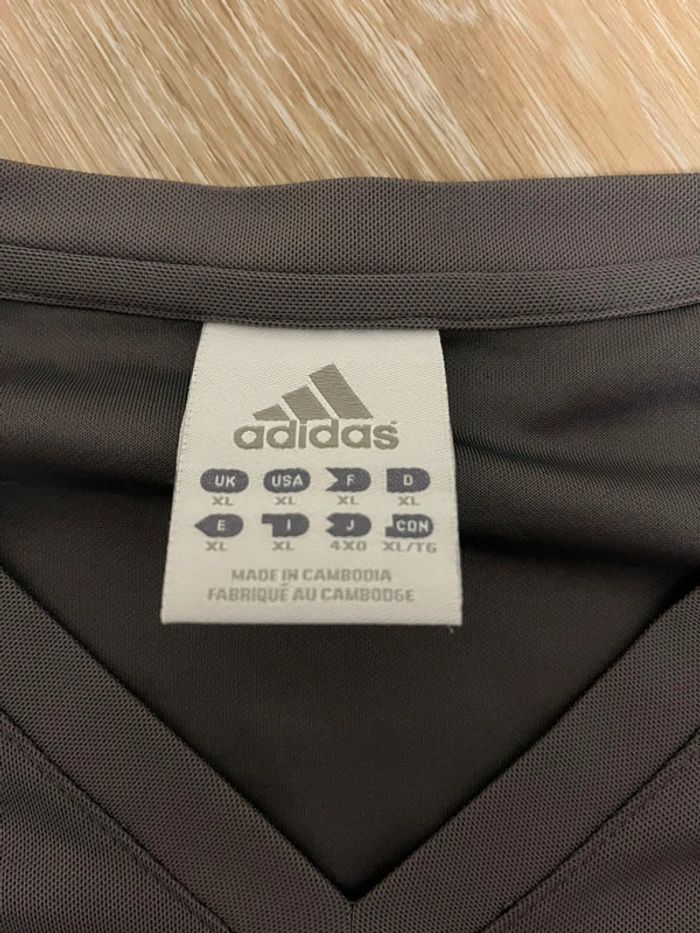 adidas
UK USA F D
XL XL XL XL
E I J CDN
XL XL 4XO XL/TG
MADE IN CAMBODIA
FABRIQUÉ AU CAMBODGE